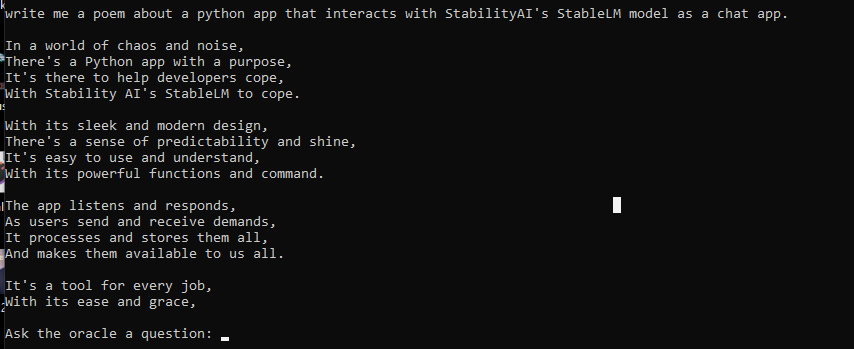 write me a poem about a python app that interacts with StabilityAI's StableLM model as a chat app.
In a world of chaos and noise,
There's a Python app with a purpose,
It's there to help developers cope,
With Stability AI's StableLM to cope.
With its sleek and modern design,
There's a sense of predictability and shine,
It's easy to use and understand,
With its powerful functions and command.
The app listens and responds,
As users send and receive demands,
It processes and stores them all,
And makes them available to us all.
It's a tool for every job,
With its ease and grace,
Ask the oracle a question: